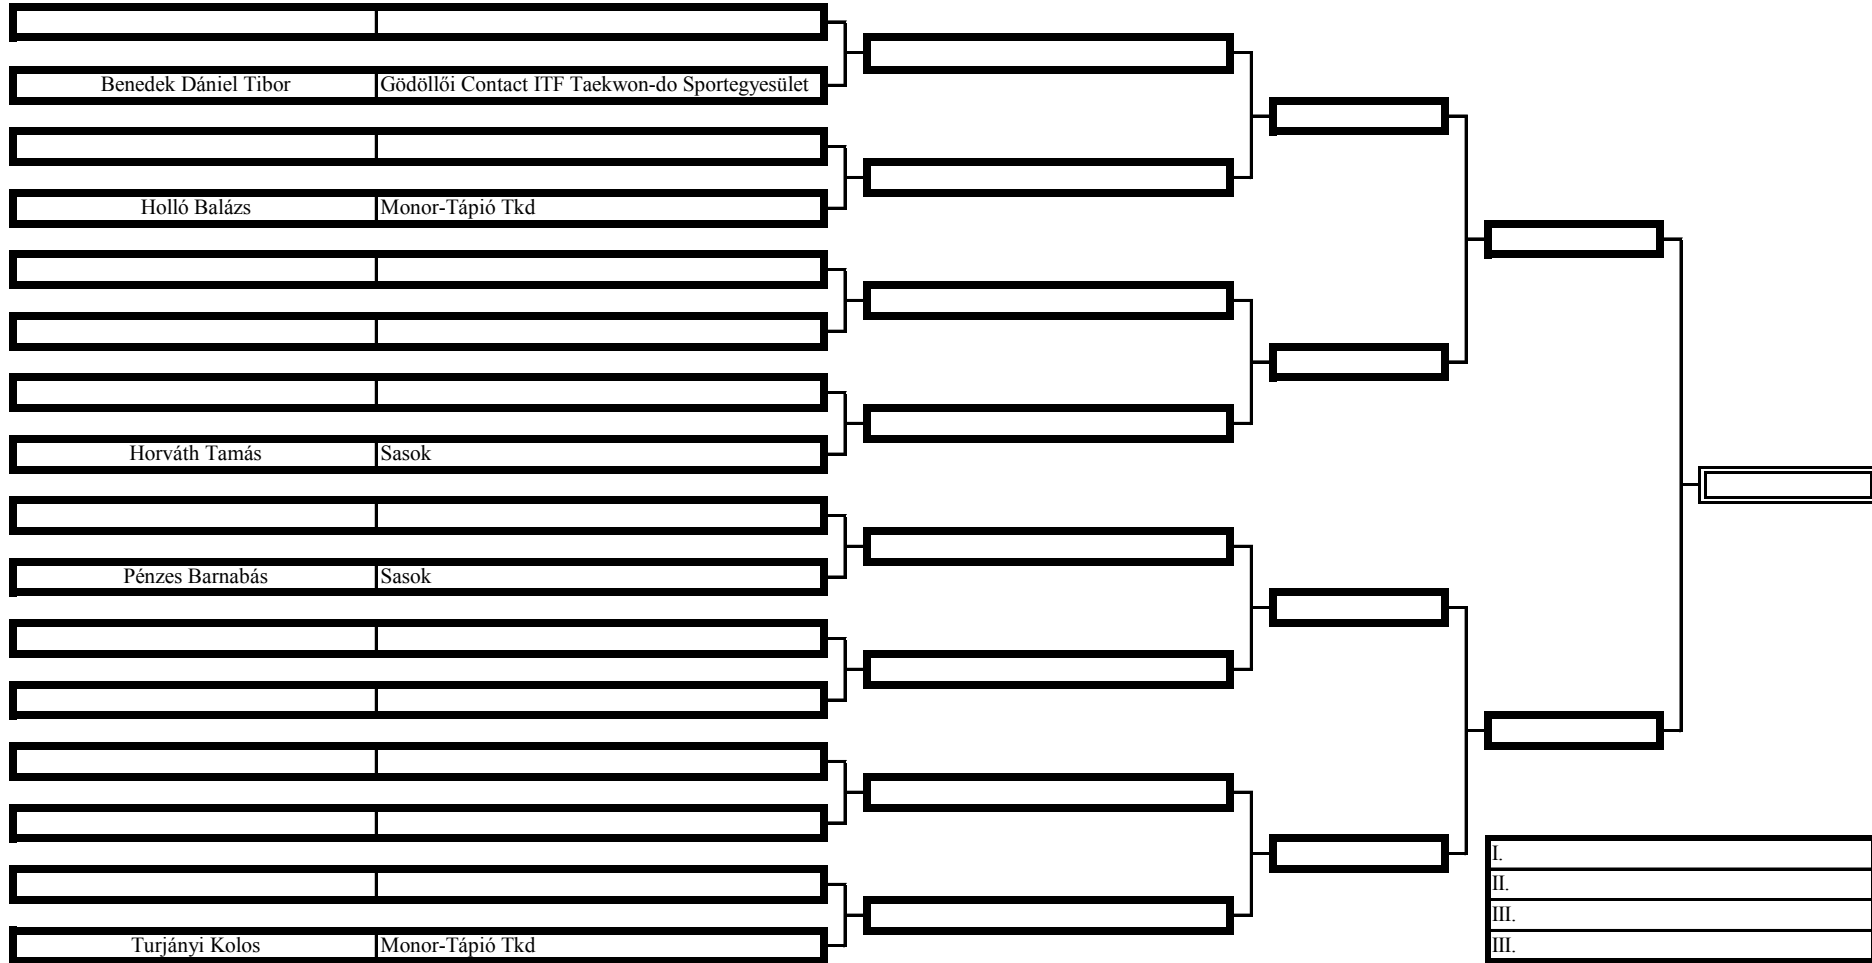 Benedek Dániel Tibor Gödöllői Contact ITF Taekwon-do Sportegyesület
Holló Balázs Monor-Tápió Tkd
Horváth Tamás Sasok
Pénzes Barnabás Sasok
Turjányi Kolos Monor-Tápió Tkd
I.
II.
III.
III.